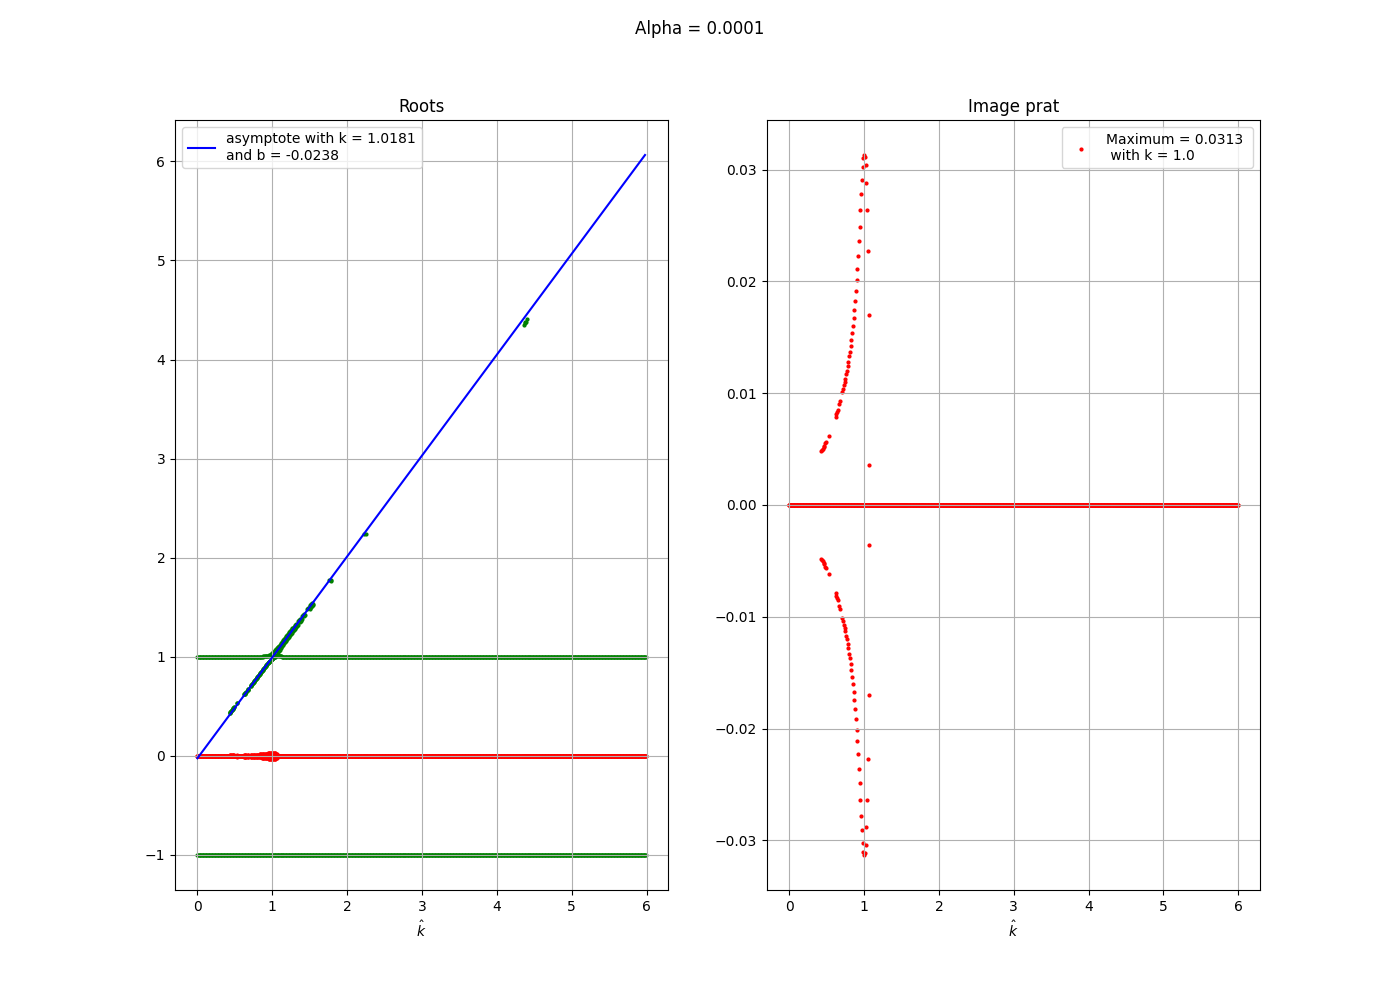 Alpha = 0.0001
Roots
asymptote with k = 1.0181
and b = -0.0238
6
5
4
3
2
1
0
−1
0 1 2 3 4 5 6
k̂
Image prat
Maximum = 0.0313
with k = 1.0
0.03
0.02
0.01
0.00
−0.01
−0.02
−0.03
0 1 2 3 4 5 6
k̂